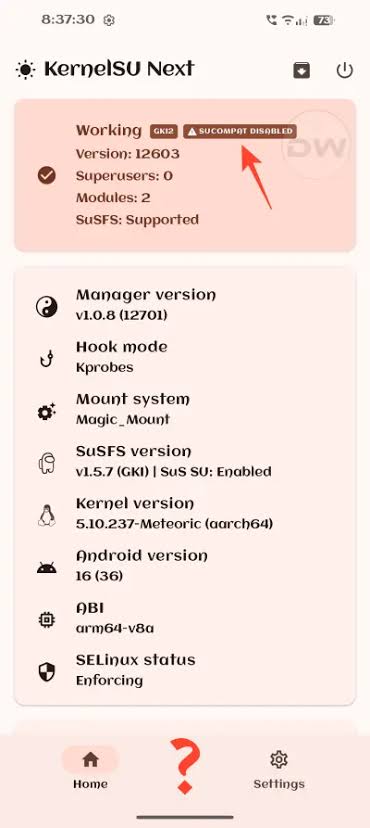 8:37:30 73
KernelSU Next
Working GKI2 SUCOMPAT DISABLED
DW
Version: 12603
Superusers: 0
Modules: 2
SuSFS: Supported
Manager version
v1.0.8 (12701)
Hook mode
Kprobes
Mount system
Magic_Mount
SuSFS version
v1.5.7 (GKI) | SuS SU: Enabled
Kernel version
5.10.237-Meteoric (aarch64)
Android version
16 (36)
ABI
arm64-v8a
SELinux status
Enforcing
?
Home Settings